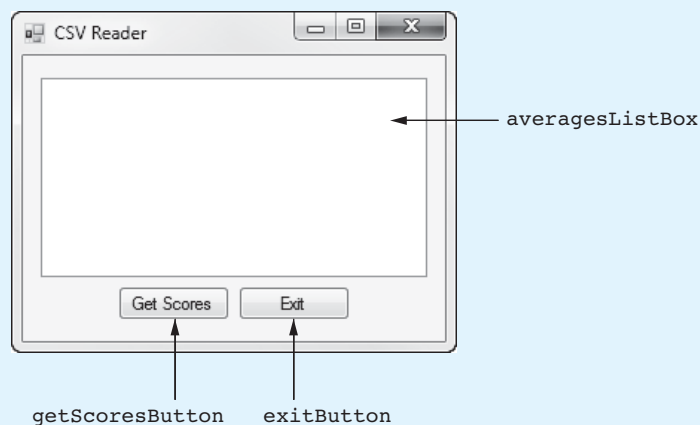 CSV Reader
averagesListBox
Get Scores
Exit
getScoresButton
exitButton